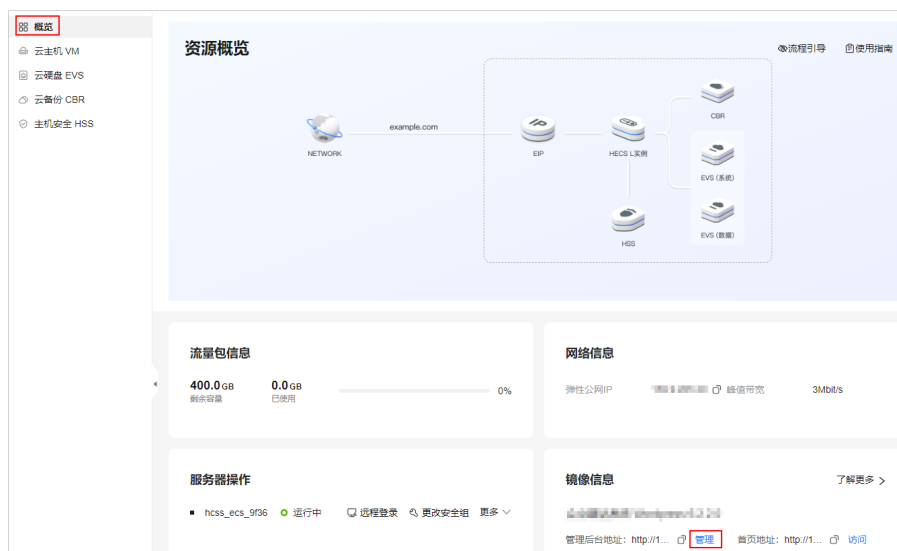 概览
云主机 VM
云硬盘 EVS
云备份 CBR
主机安全 HSS
资源概览
流程引导 使用指南
example.com
NETWORK
IP
EIP
HECS L实例
CBR
EVS (系统)
EVS (数据)
HSS
流量包信息
400.0 GB 0.0 GB
剩余容量 已使用
0%
网络信息
弹性公网IP 峰值带宽 3Mbit/s
服务器操作
hcss_ecs_9f36 运行中 远程登录 更改安全组 更多
镜像信息 了解更多
管理后台地址: http://1... 管理 首页地址: http://1... 访问